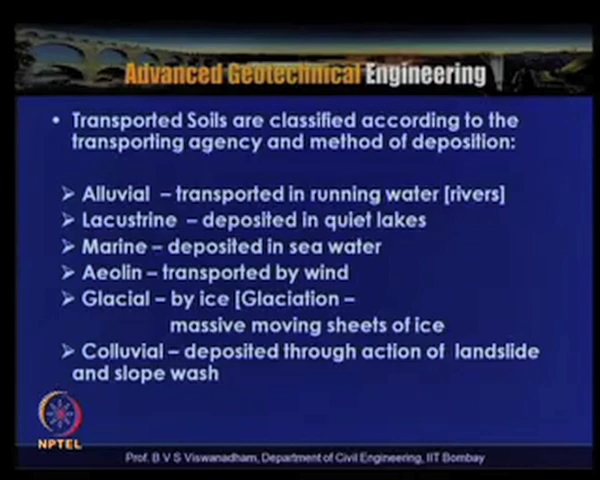 Advanced Geotechnical Engineering
• Transported Soils are classified according to the
transporting agency and method of deposition:
➢ Alluvial – transported in running water [rivers]
➢ Lacustrine – deposited in quiet lakes
➢ Marine – deposited in sea water
➢ Aeolin – transported by wind
➢ Glacial – by ice [Glaciation –
massive moving sheets of ice
➢ Colluvial – deposited through action of landslide
and slope wash
NPTEL
Prof. B V S Viswanadham, Department of Civil Engineering, IIT Bombay